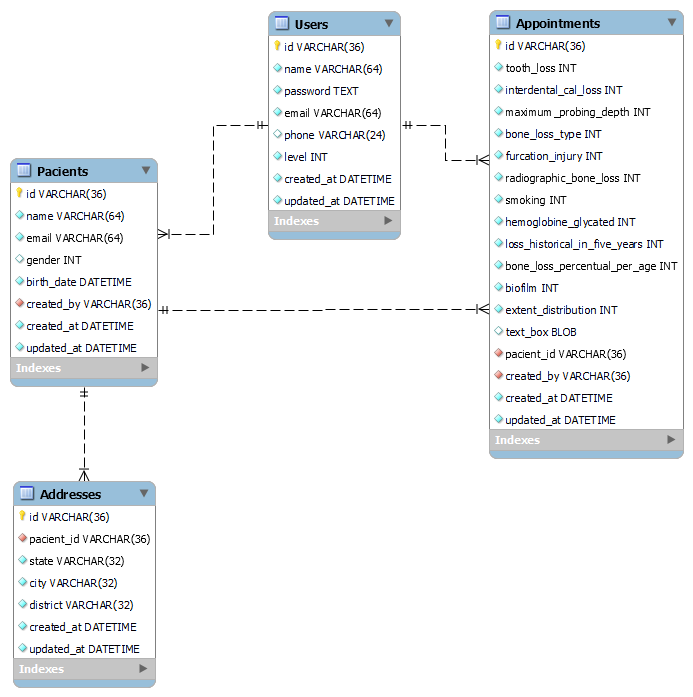 Users
id VARCHAR(36)
name VARCHAR(64)
password TEXT
email VARCHAR(64)
phone VARCHAR(24)
level INT
created_at DATETIME
updated_at DATETIME
Indexes
Appointments
id VARCHAR(36)
tooth_loss INT
interdental_cal_loss INT
maximum _probing_depth INT
bone_loss_type INT
furcation_injury INT
radiographic_bone_loss INT
smoking INT
hemoglobine_glycated INT
loss_historical_in_five_years INT
bone_loss_percentual_per_age INT
biofilm INT
extent_distribution INT
text_box BLOB
pacient_id VARCHAR(36)
created_by VARCHAR(36)
created_at DATETIME
updated_at DATETIME
Indexes
Pacients
id VARCHAR(36)
name VARCHAR(64)
email VARCHAR(64)
gender INT
birth_date DATETIME
created_by VARCHAR(36)
created_at DATETIME
updated_at DATETIME
Indexes
Addresses
id VARCHAR(36)
pacient_id VARCHAR(36)
state VARCHAR(32)
city VARCHAR(32)
district VARCHAR(32)
created_at DATETIME
updated_at DATETIME
Indexes